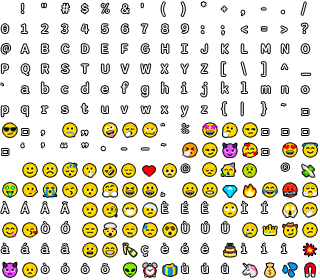 ! " # $ % & ' ( ) * + , - . /
0 1 2 3 4 5 6 7 8 9 : ; < = > ?
@ A B C D E F G H I J K L M N O
P Q R S T U V W X Y Z [ \ ] ^ _
` a b c d e f g h i j k l m n o
p q r s t u v w x y z { | } ~
À Á Â Ã È É Ê
Ò Ó Ù Ú Û
à á â ã ç è é ê
ò ó ô õ ù ú û